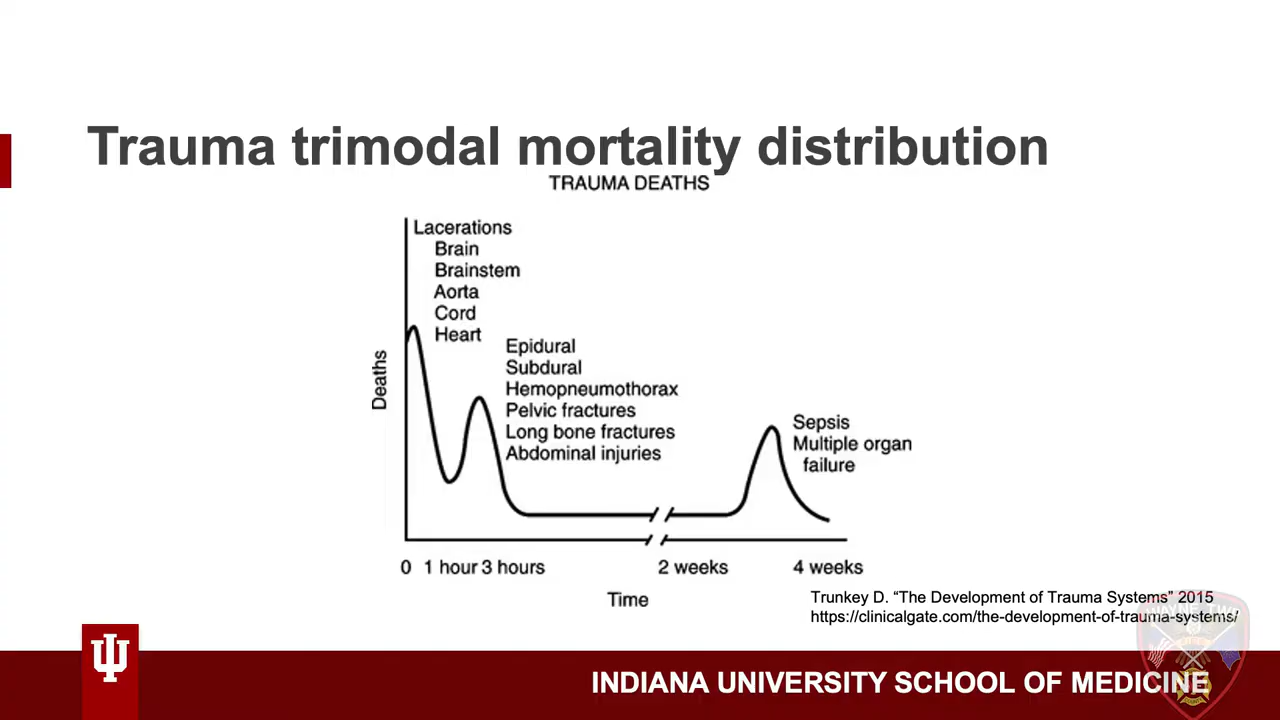 Trauma trimodal mortality distribution
TRAUMA DEATHS
Lacerations
Brain
Brainstem
Aorta
Cord
Heart
Epidural
Subdural
Hemopneumothorax
Pelvic fractures
Long bone fractures
Abdominal injuries
Sepsis
Multiple organ
failure
Deaths
0 1 hour 3 hours 2 weeks 4 weeks
Time
Trunkey D. “The Development of Trauma Systems” 2015
https://clinicalgate.com/the-development-of-trauma-systems/
WAYNE TWP
INDIANA UNIVERSITY SCHOOL OF MEDICINE